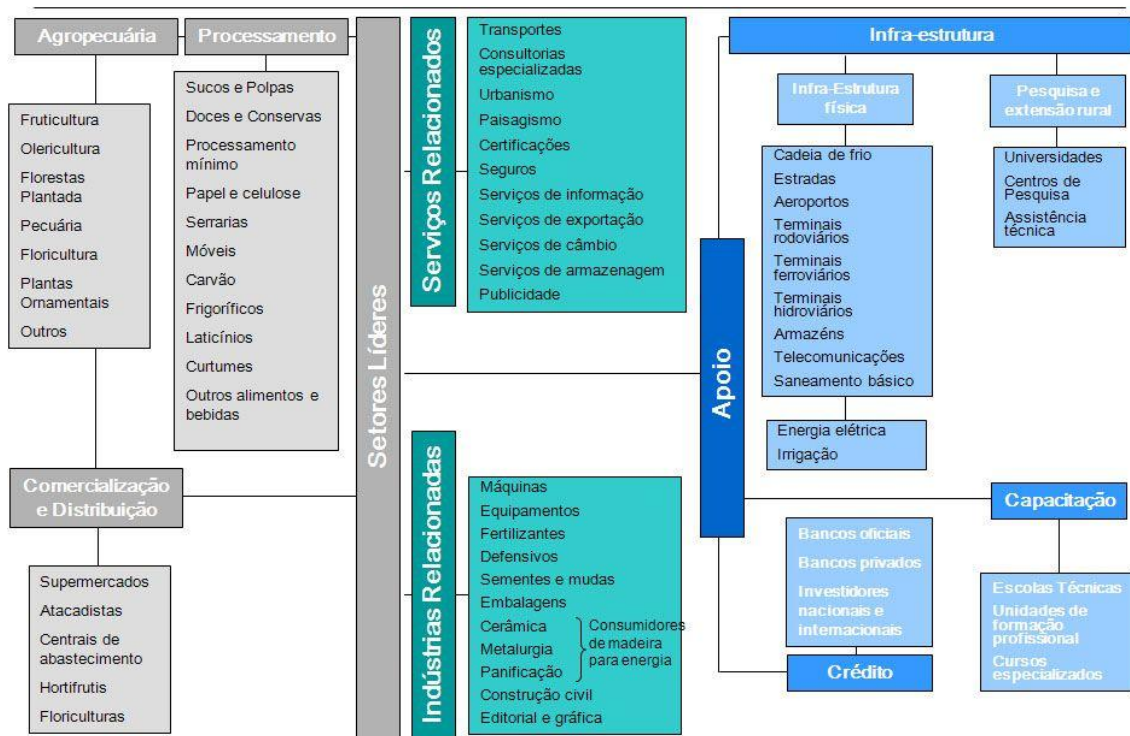 Agropecuária
Fruticultura
Olericultura
Florestas
Plantada
Pecuária
Floricultura
Plantas
Ornamentais
Outros
Processamento
Sucos e Polpas
Doces e Conservas
Processamento
mínimo
Papel e celulose
Serrarias
Móveis
Carvão
Frigoríficos
Laticínios
Curtumes
Outros alimentos e
bebidas
Comercialização
e Distribuição
Supermercados
Atacadistas
Centrais de
abastecimento
Hortifrutis
Floriculturas
Setores Líderes
Serviços Relacionados
Transportes
Consultorias
especializadas
Urbanismo
Paisagismo
Certificações
Seguros
Serviços de informação
Serviços de exportação
Serviços de câmbio
Serviços de armazenagem
Publicidade
Indústrias Relacionadas
Máquinas
Equipamentos
Fertilizantes
Defensivos
Sementes e mudas
Embalagens
Cerâmica
Metalurgia
Panificação
Consumidores
de madeira
para energia
Construção civil
Editorial e gráfica
Apoio
Infra-estrutura
Infra-Estrutura
física
Cadeia de frio
Estradas
Aeroportos
Terminais
rodoviários
Terminais
ferroviários
Terminais
hidroviários
Armazéns
Telecomunicações
Saneamento básico
Energia elétrica
Irrigação
Pesquisa e
extensão rural
Universidades
Centros de
Pesquisa
Assistência
técnica
Bancos oficiais
Bancos privados
Investidores
nacionais e
internacionais
Crédito
Capacitação
Escolas Técnicas
Unidades de
formação
profissional
Cursos
especializados